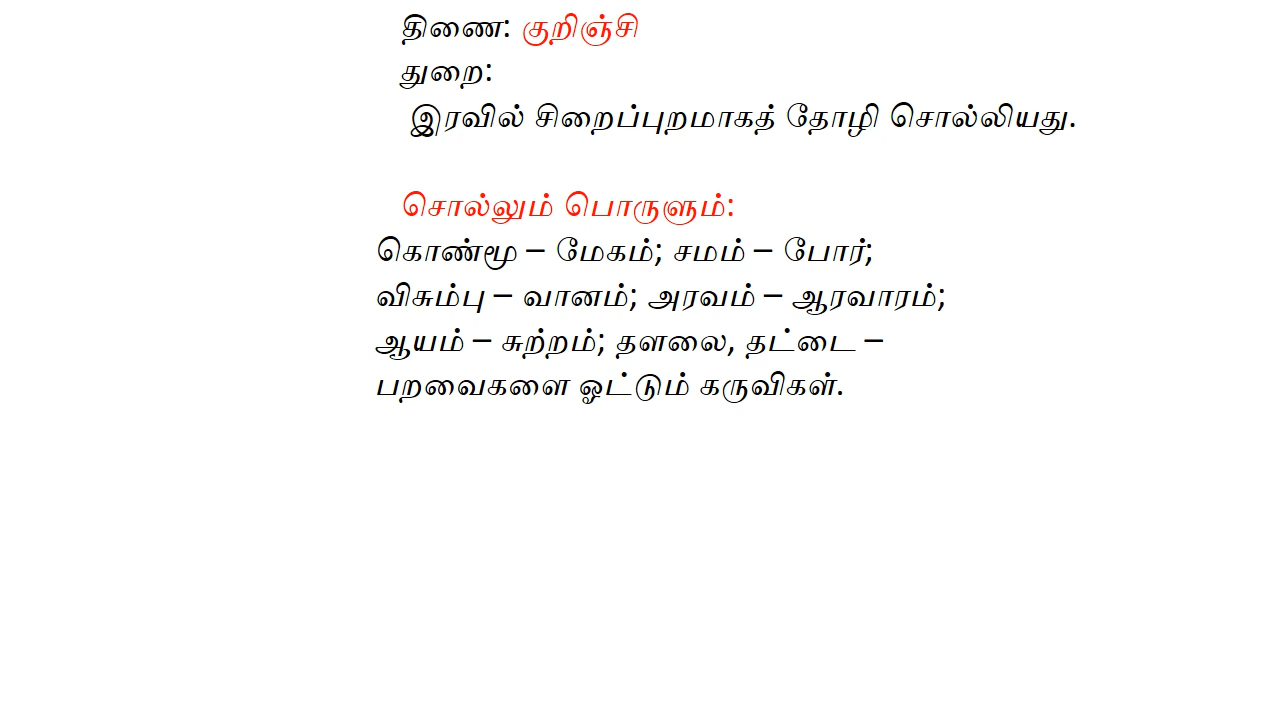 திணை: குறிஞ்சி
துறை:
இரவில் சிறைப்புறமாகத் தோழி சொல்லியது.
சொல்லும் பொருளும்:
கொண்மூ – மேகம்; சமம் – போர்;
விசும்பு – வானம்; அரவம் – ஆரவாரம்;
ஆயம் – சுற்றம்; தளலை, தட்டை –
பறவைகளை ஓட்டும் கருவிகள்.